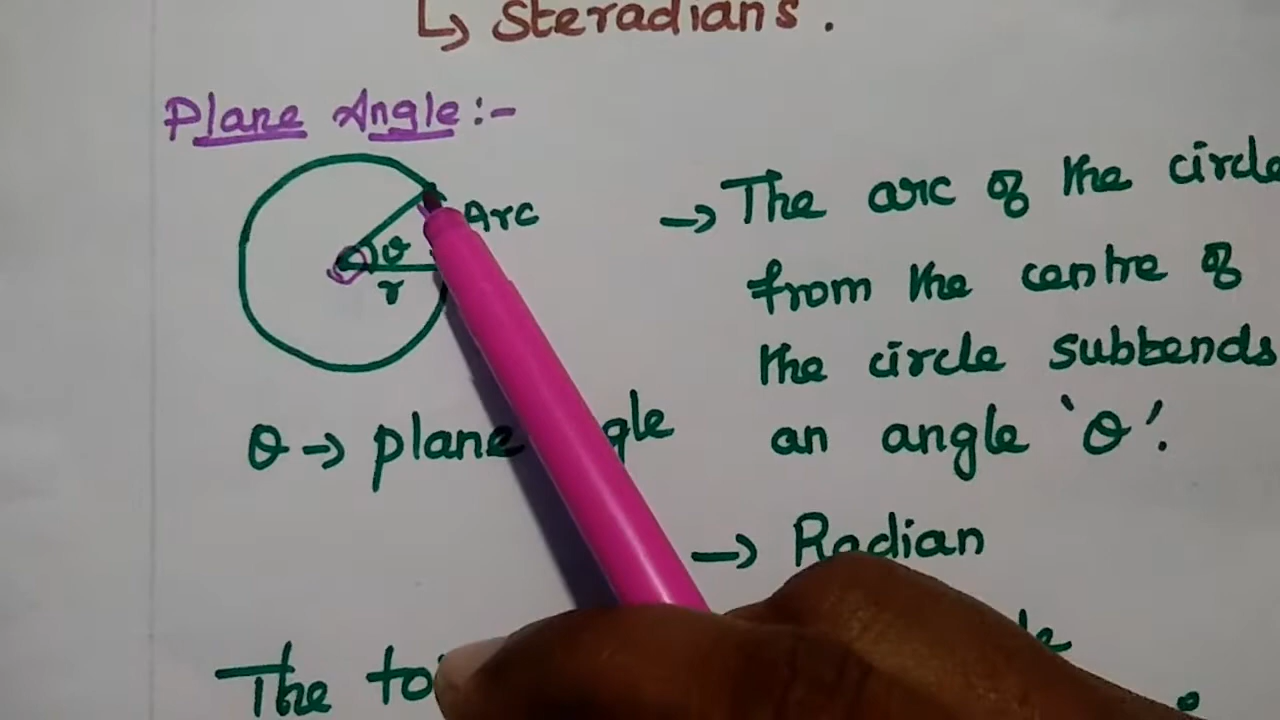 ↳ Steradians.
Plane Angle:-
Arc
θ
r
→ The arc of the circle
from the centre of
the circle subtends
an angle 'θ'.
θ → plane
→ Radian
The